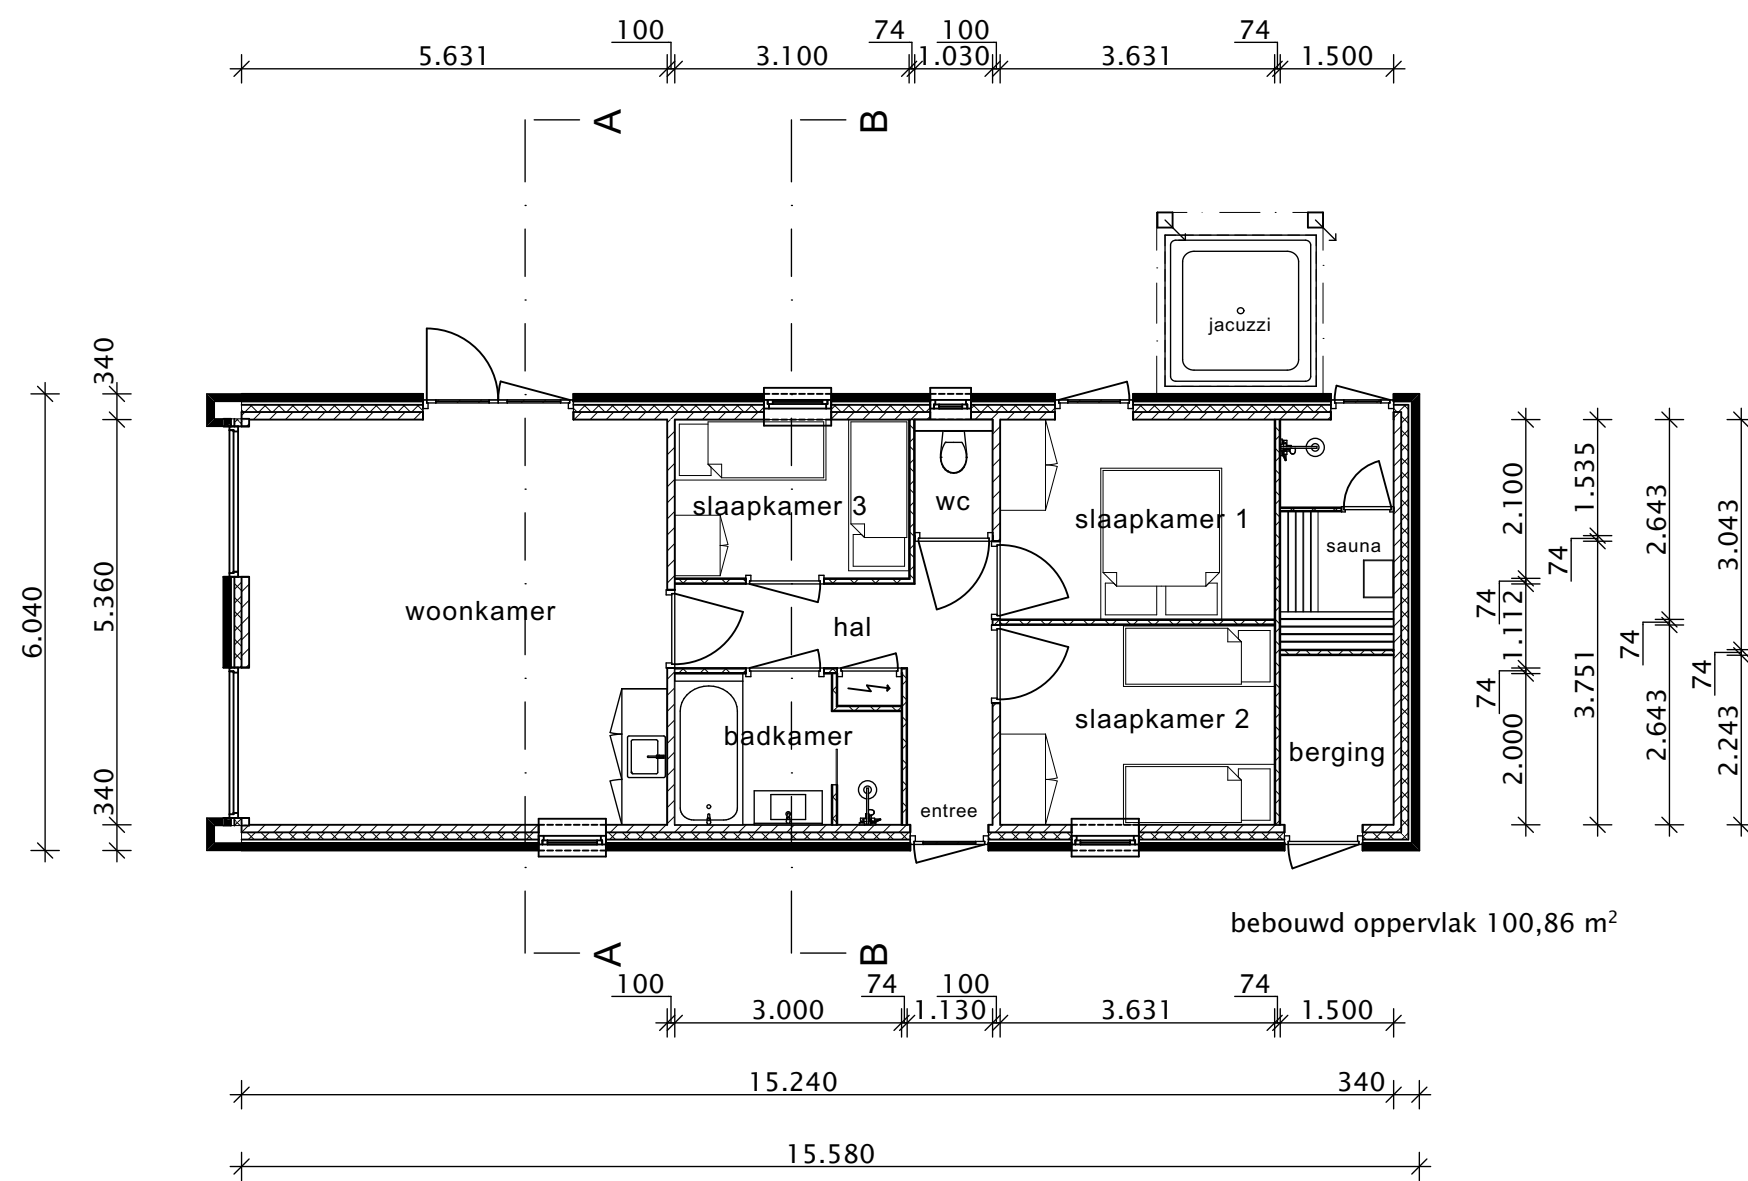 100 74 100 74
5.631 3.100 1.030 3.631 1.500
A B
jacuzzi
340
6.040
5.360
340
slaapkamer 3
wc
slaapkamer 1
sauna
woonkamer
hal
slaapkamer 2
badkamer
berging
entree
2.100
74
1.112
74
2.000
1.535
74
3.751
2.643
74
2.643
3.043
74
2.243
bebouwd oppervlak 100,86 m²
A B
100 74 100 74
3.000 1.130 3.631 1.500
15.240 340
15.580